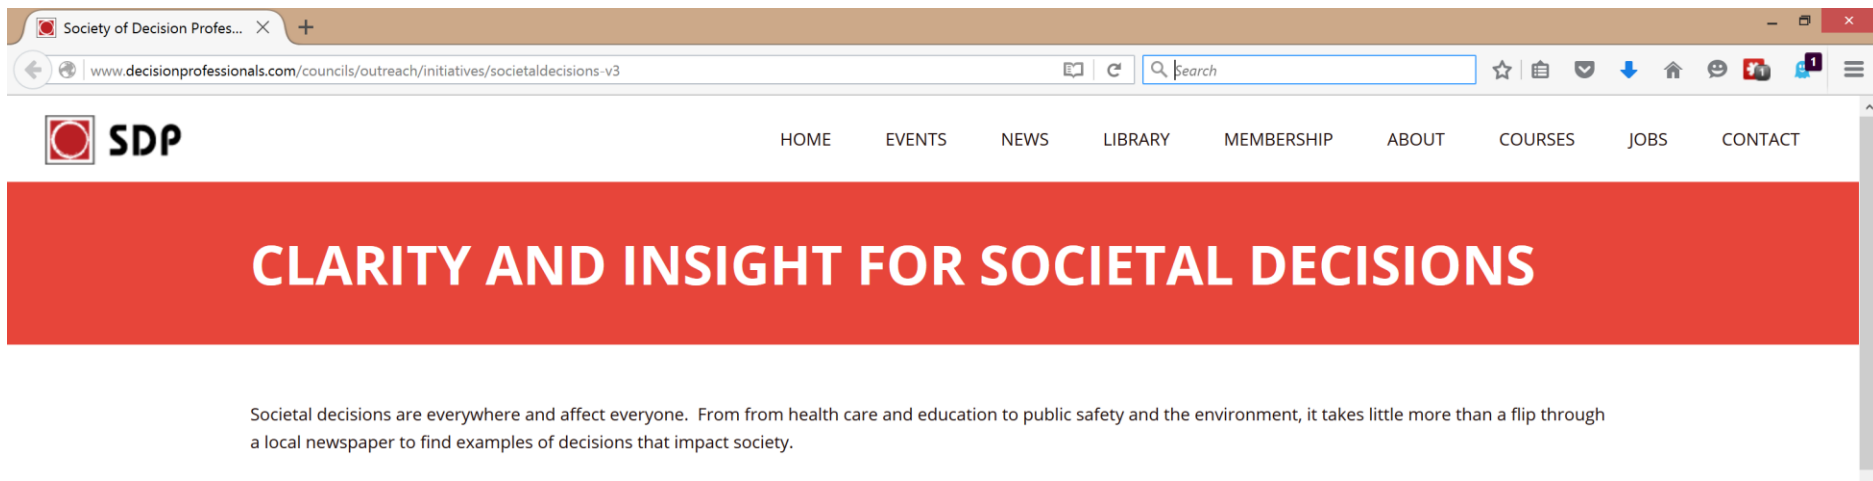 Society of Decision Profes...
www.decisionprofessionals.com/councils/outreach/initiatives/societaldecisions-v3
Search
1
1
SDP
HOME EVENTS NEWS LIBRARY MEMBERSHIP ABOUT COURSES JOBS CONTACT
CLARITY AND INSIGHT FOR SOCIETAL DECISIONS
Societal decisions are everywhere and affect everyone.  From from health care and education to public safety and the environment, it takes little more than a flip through
a local newspaper to find examples of decisions that impact society.